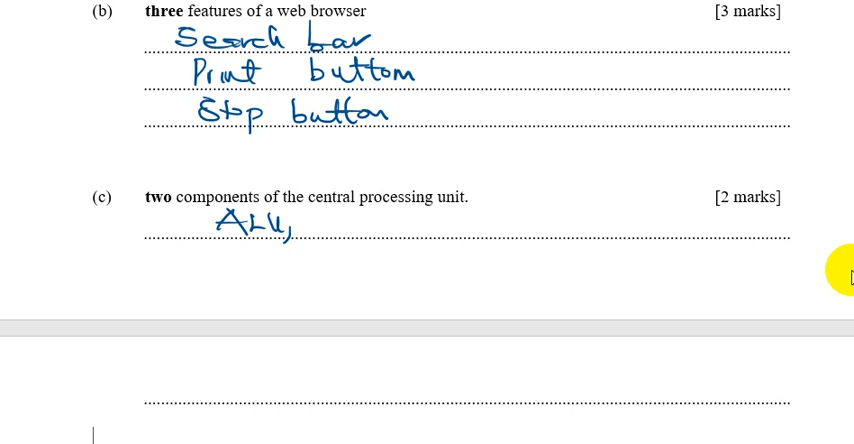 (b) three features of a web browser [3 marks]
Search bar
Print buttom
Stop button
(c) two components of the central processing unit. [2 marks]
ALU,